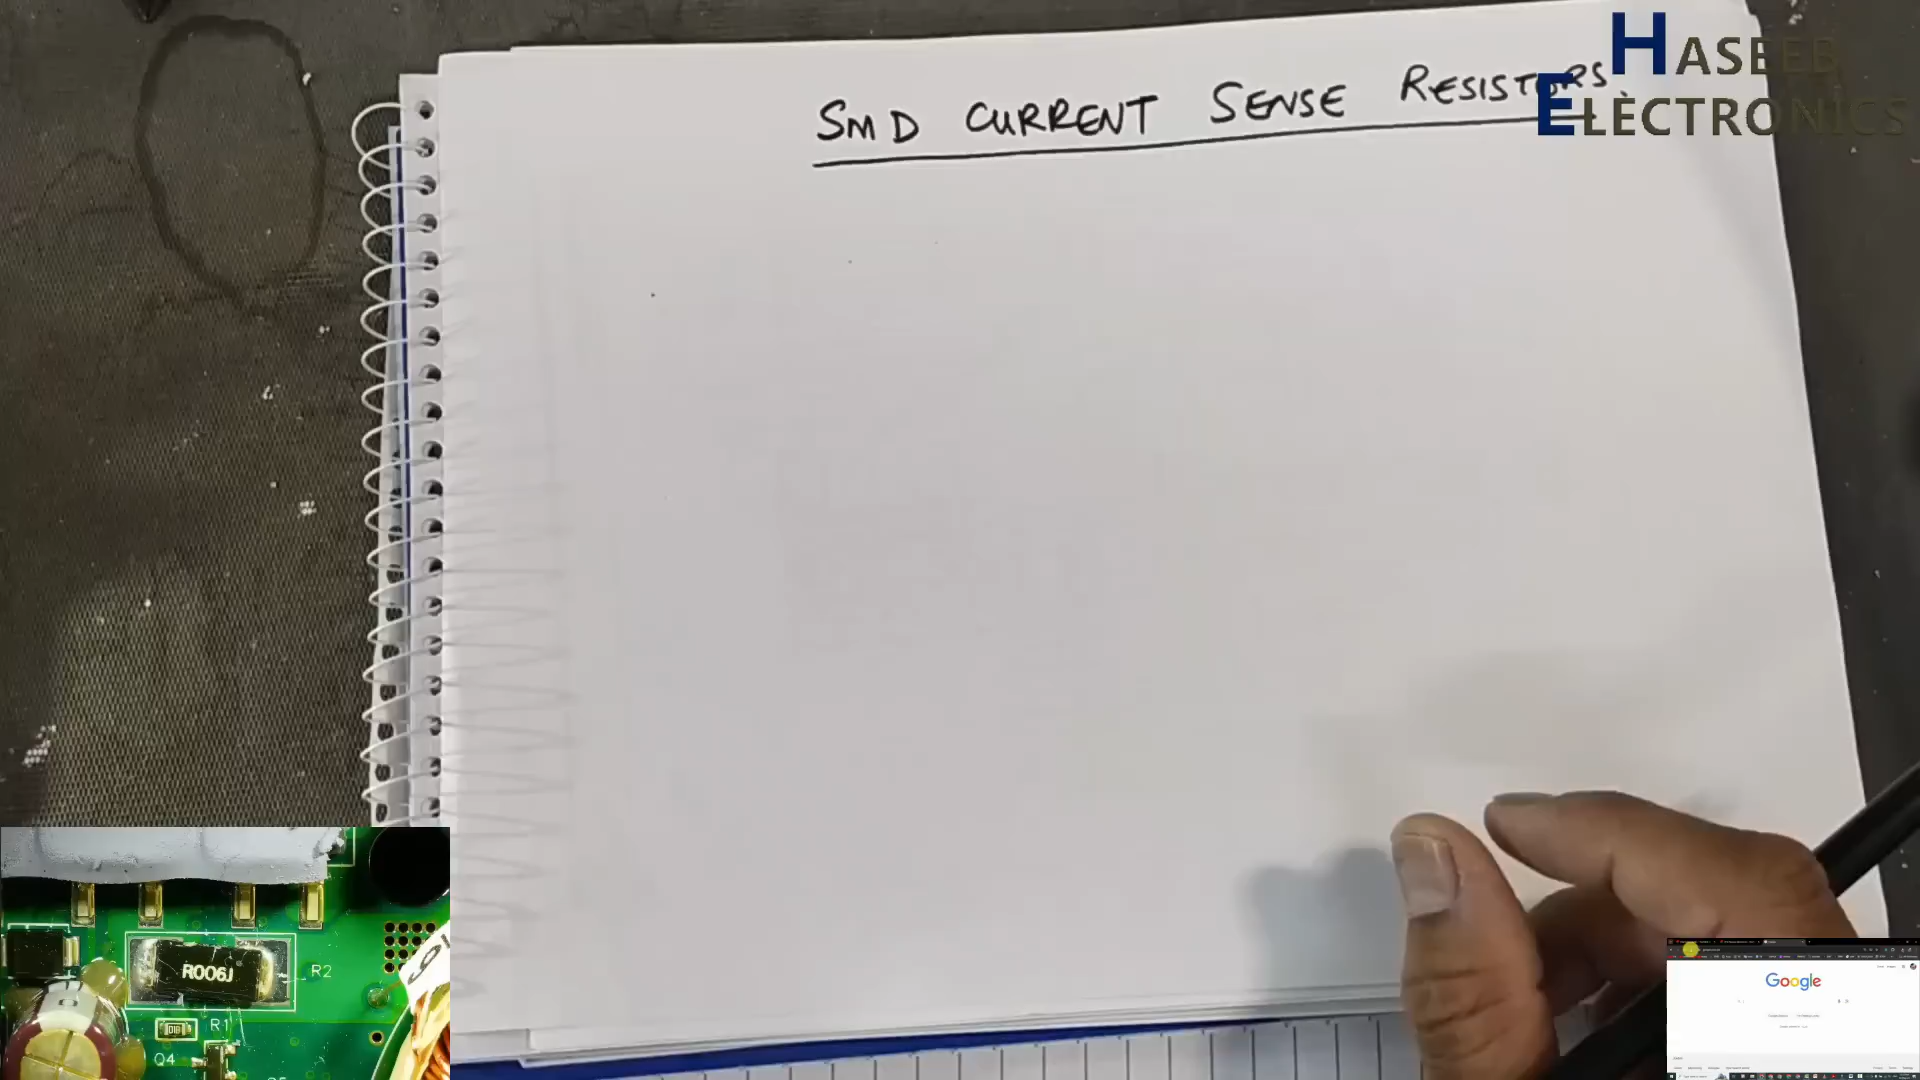 SMD CURRENT SENSE RESISTORS.
HASEEB
ELECTRONICS
R006J
R2
R1
Q4
Google